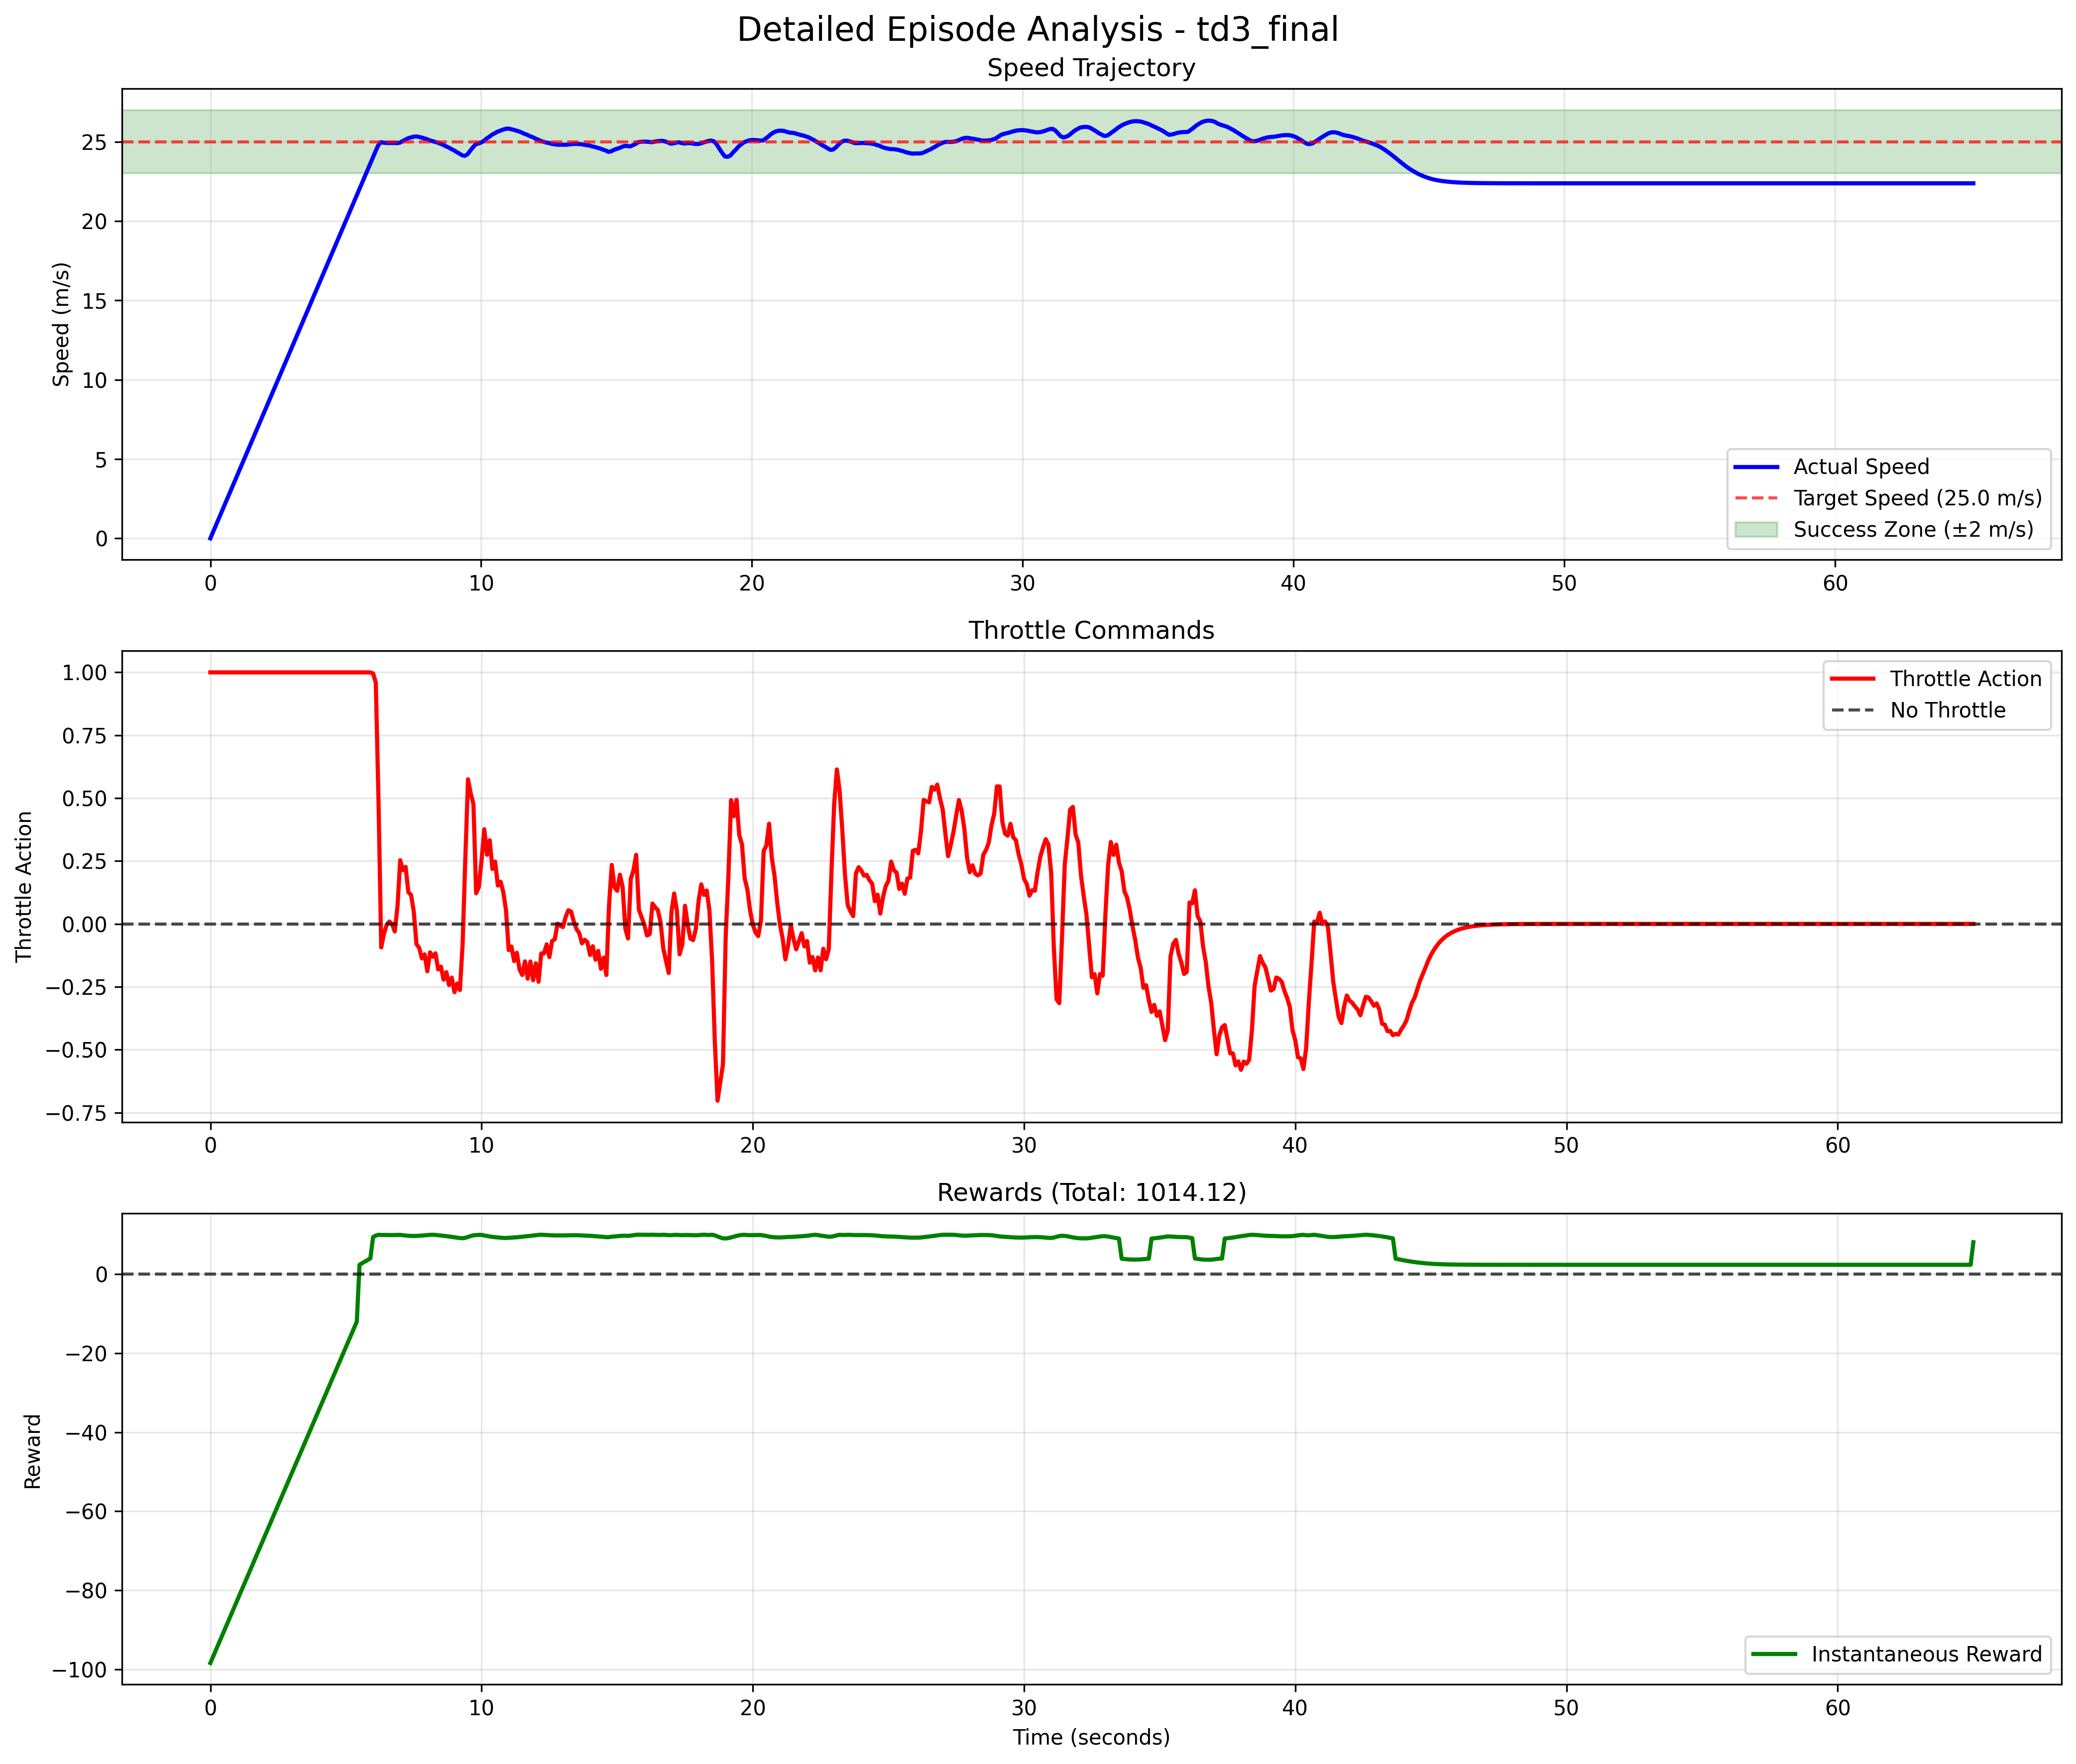 Detailed Episode Analysis - td3_final
Speed Trajectory
Speed (m/s)
25
20
15
10
5
0
Actual Speed
Target Speed (25.0 m/s)
Success Zone (±2 m/s)
0 10 20 30 40 50 60
Throttle Commands
Throttle Action
1.00
0.75
0.50
0.25
0.00
−0.25
−0.50
−0.75
Throttle Action
No Throttle
0 10 20 30 40 50 60
Rewards (Total: 1014.12)
Reward
0
−20
−40
−60
−80
−100
Instantaneous Reward
0 10 20 30 40 50 60
Time (seconds)